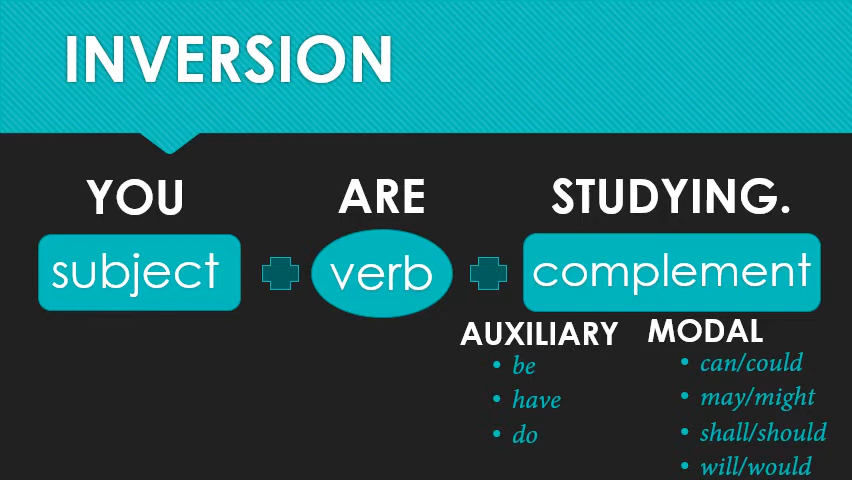 INVERSION
YOU ARE STUDYING.
subject verb complement
AUXILIARY MODAL
• be • can/could
• have • may/might
• do • shall/should
• will/would